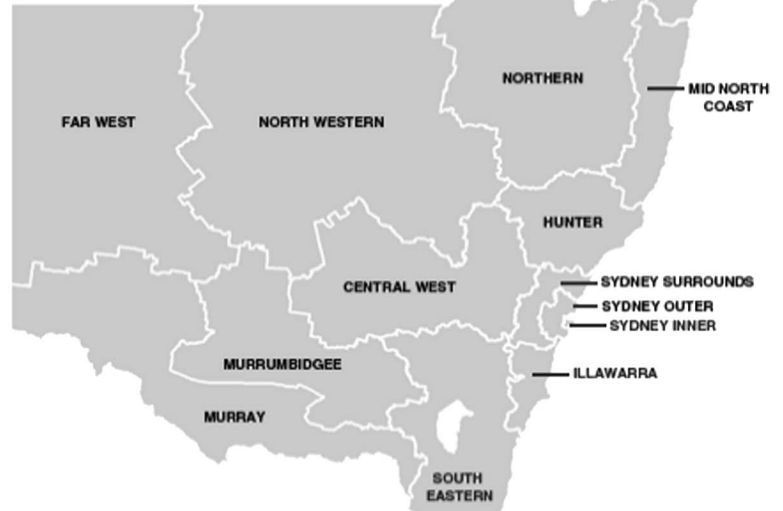 NORTHERN
MID NORTH
COAST
FAR WEST
NORTH WESTERN
HUNTER
CENTRAL WEST
SYDNEY SURROUNDS
SYDNEY OUTER
SYDNEY INNER
MURRUMBIDGEE
ILLAWARRA
MURRAY
SOUTH
EASTERN